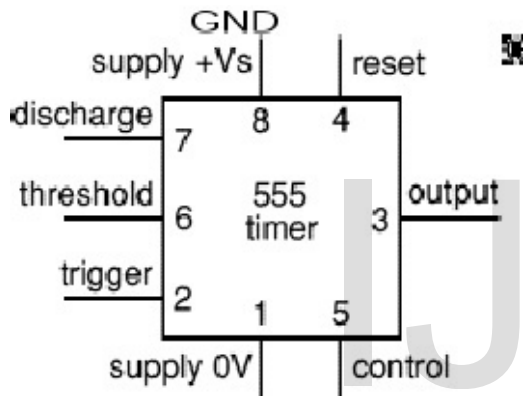 GND
supply +Vs
reset
discharge
8
4
7
threshold
555
output
6
timer
3
trigger
2
1
5
supply 0V
control
IJ